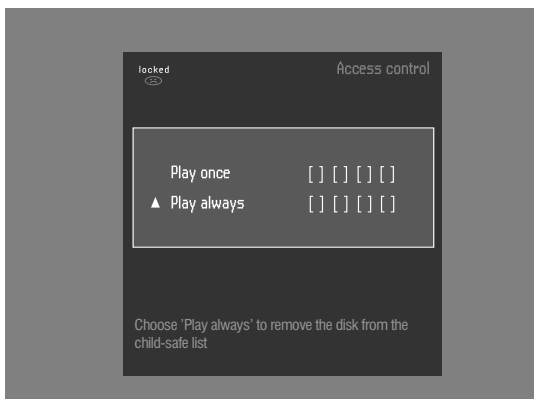 locked
Access control
Play once [ ] [ ] [ ] [ ]
▲ Play always [ ] [ ] [ ] [ ]
Choose 'Play always' to remove the disk from the
child-safe list